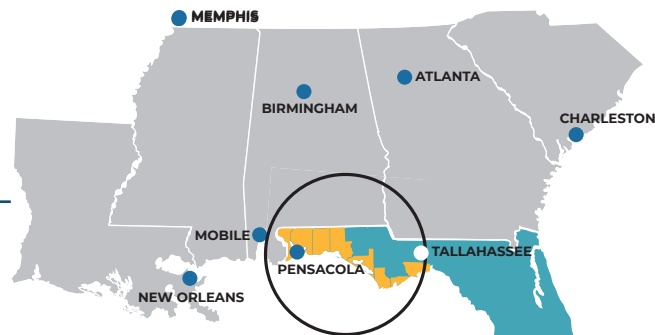 MEMPHIS
ATLANTA
BIRMINGHAM
CHARLESTON
MOBILE
TALLAHASSEE
PENSACOLA
NEW ORLEANS